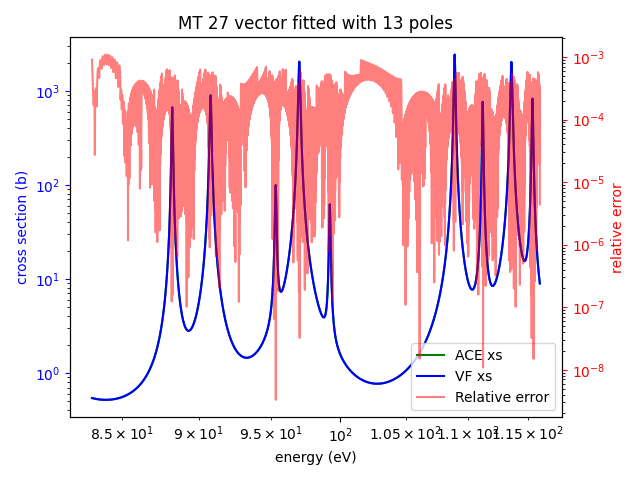 MT 27 vector fitted with 13 poles
10³
10²
10¹
10⁰
cross section (b)
10⁻³
10⁻⁴
10⁻⁵
10⁻⁶
10⁻⁷
10⁻⁸
relative error
ACE xs
VF xs
Relative error
8.5 × 10¹ 9 × 10¹ 9.5 × 10¹ 10² 1.05 × 10² 1.1 × 10² 1.15 × 10²
energy (eV)